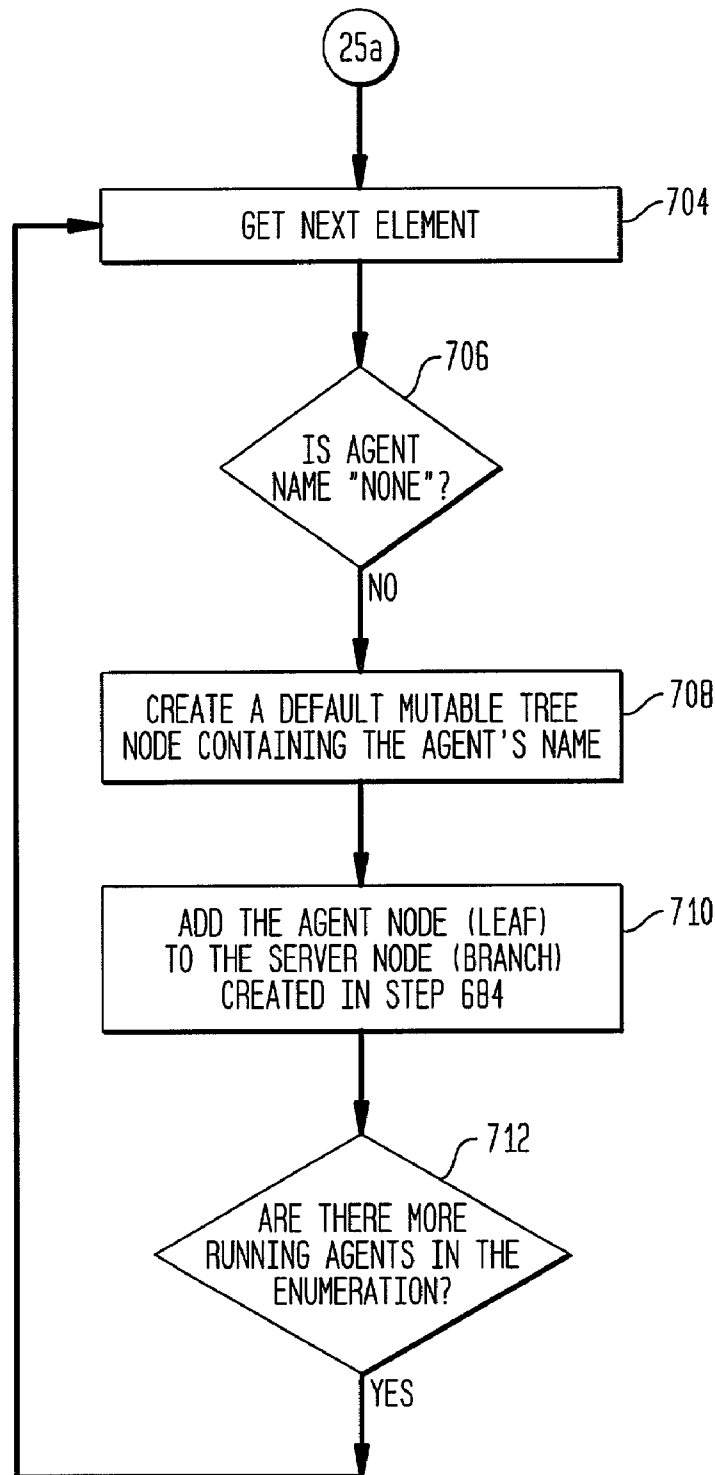 25a
GET NEXT ELEMENT
704
706
IS AGENT
NAME "NONE"?
NO
CREATE A DEFAULT MUTABLE TREE
NODE CONTAINING THE AGENT'S NAME
708
ADD THE AGENT NODE (LEAF)
TO THE SERVER NODE (BRANCH)
CREATED IN STEP 684
710
712
ARE THERE MORE
RUNNING AGENTS IN THE
ENUMERATION?
YES